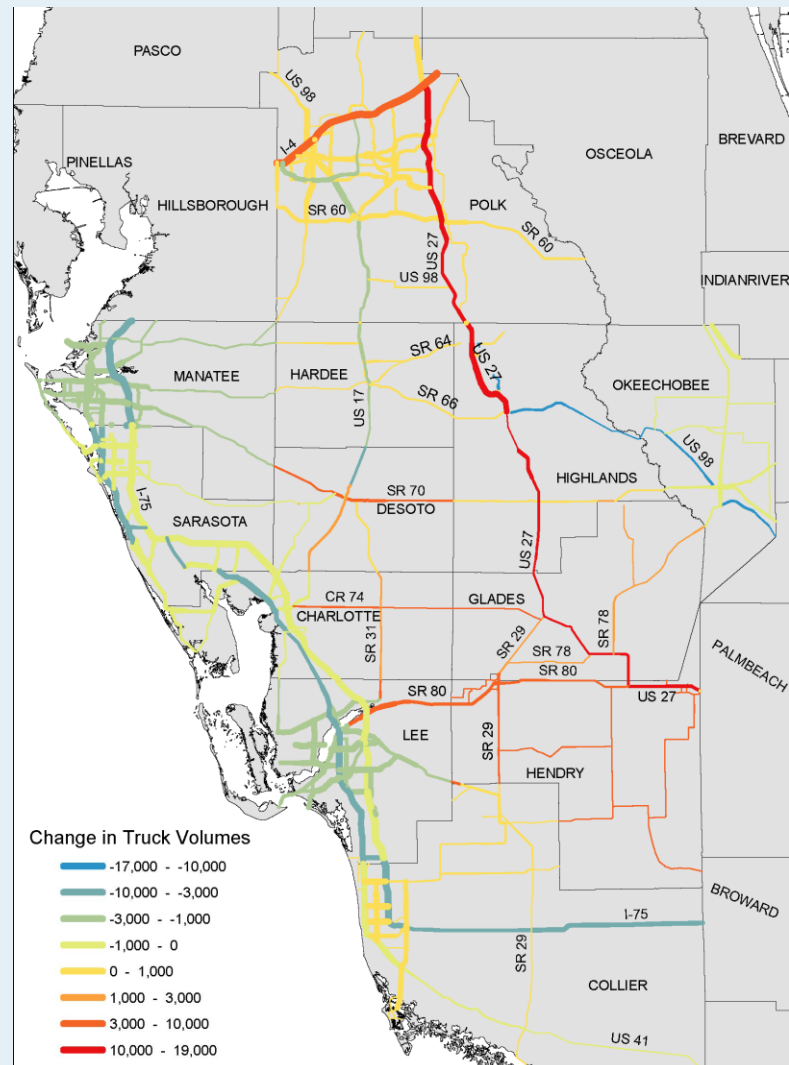 PASCO
US 98
BREVARD
OSCEOLA
I-4
PINELLAS
HILLSBOROUGH
SR 60
POLK
US 27
SR 60
US 98
INDIANRIVER
SR 64
US 27
MANATEE
HARDEE
OKEECHOBEE
US 17
SR 66
US 98
HIGHLANDS
I-75
SR 70
DESOTO
SARASOTA
US 27
CR 74
GLADES
CHARLOTTE
SR 31
SR 29
SR 78
SR 78
PALMBEACH
SR 80
SR 80
US 27
LEE
SR 29
HENDRY
Change in Truck Volumes
-17,000 - -10,000
-10,000 - -3,000
-3,000 - -1,000
-1,000 - 0
0 - 1,000
1,000 - 3,000
3,000 - 10,000
10,000 - 19,000
BROWARD
I-75
SR 29
COLLIER
US 41